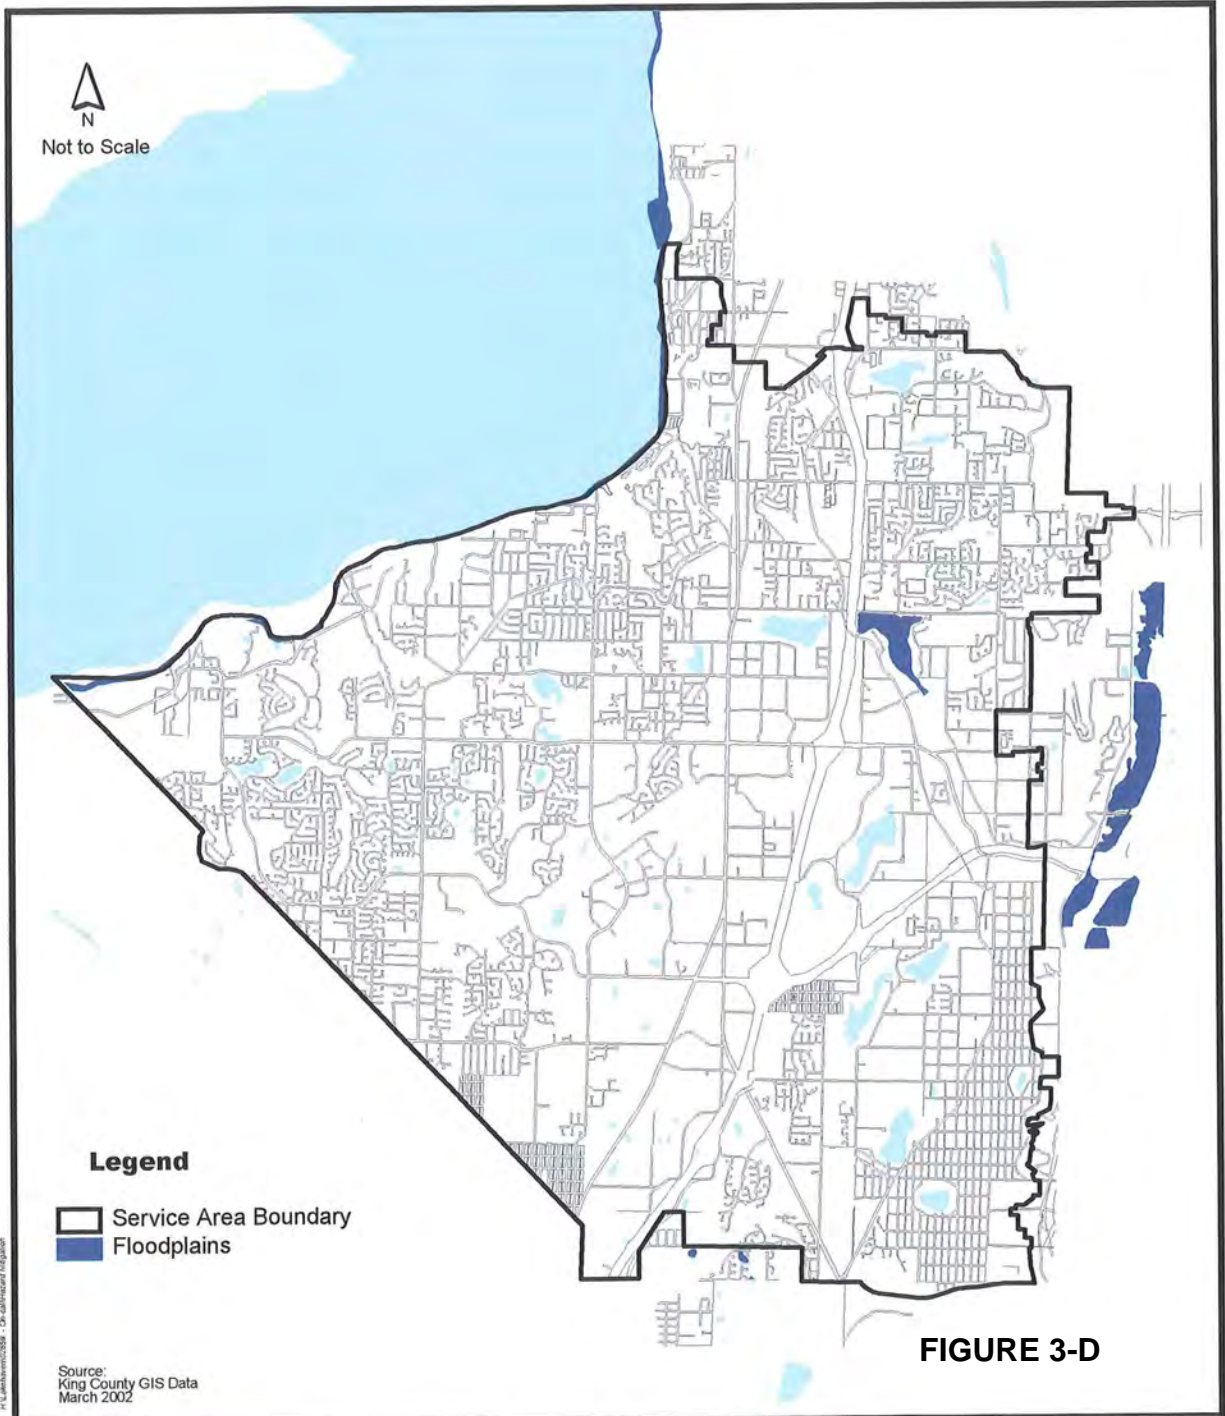 N
Not to Scale
Legend
Service Area Boundary
Floodplains
FIGURE 3-D
Source:
King County GIS Data
March 2002